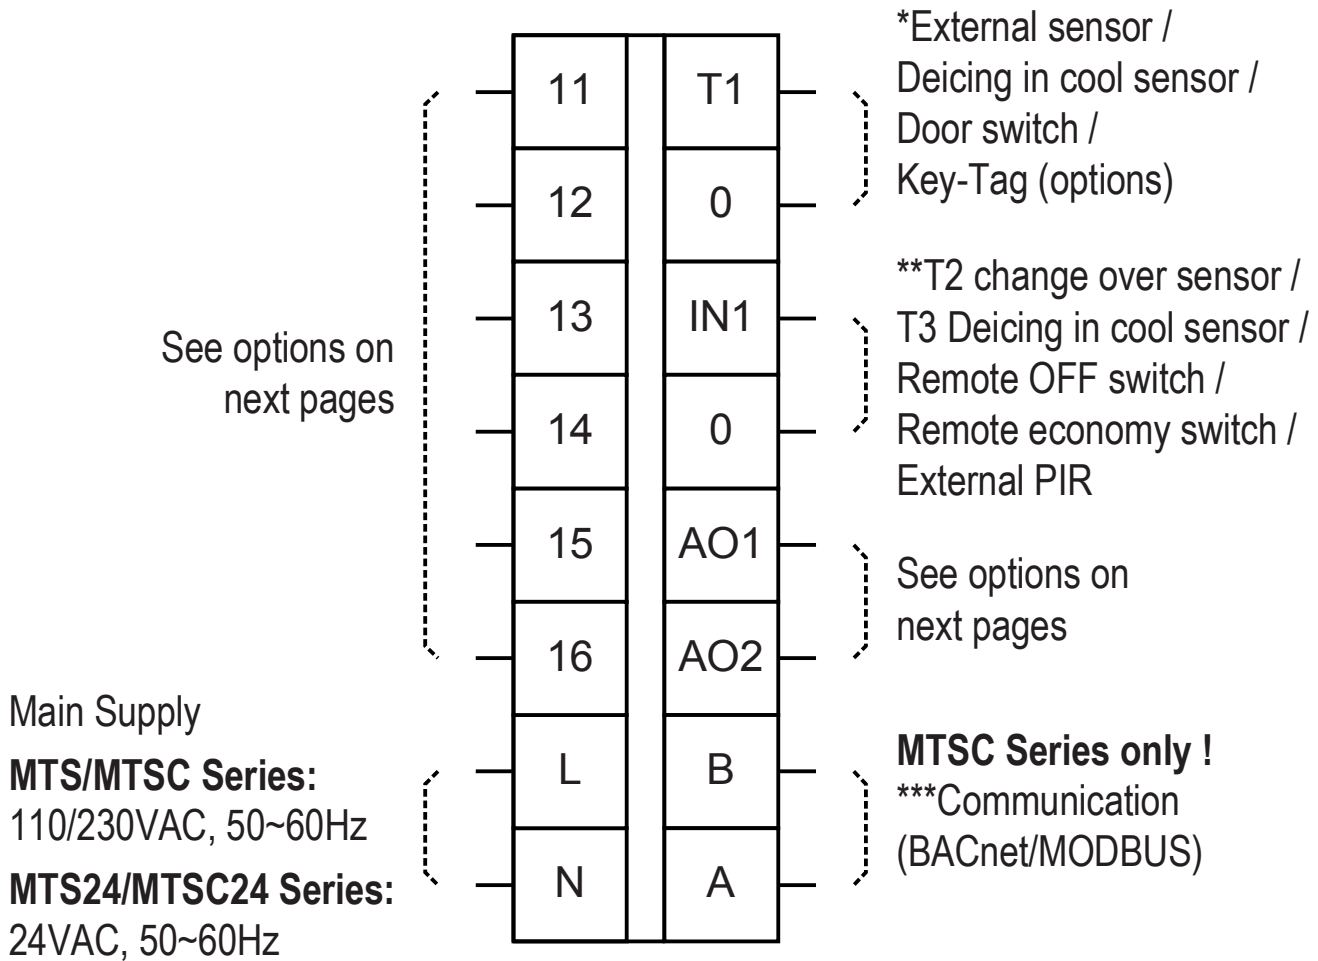 *External sensor /
Deicing in cool sensor /
Door switch /
Key-Tag (options)
11
T1
12
0
**T2 change over sensor /
T3 Deicing in cool sensor /
Remote OFF switch /
Remote economy switch /
External PIR
13
IN1
See options on
next pages
14
0
15
AO1
See options on
next pages
16
AO2
Main Supply
MTS/MTSC Series:
110/230VAC, 50~60Hz
MTS24/MTSC24 Series:
24VAC, 50~60Hz
L
B
MTSC Series only !
***Communication
(BACnet/MODBUS)
N
A